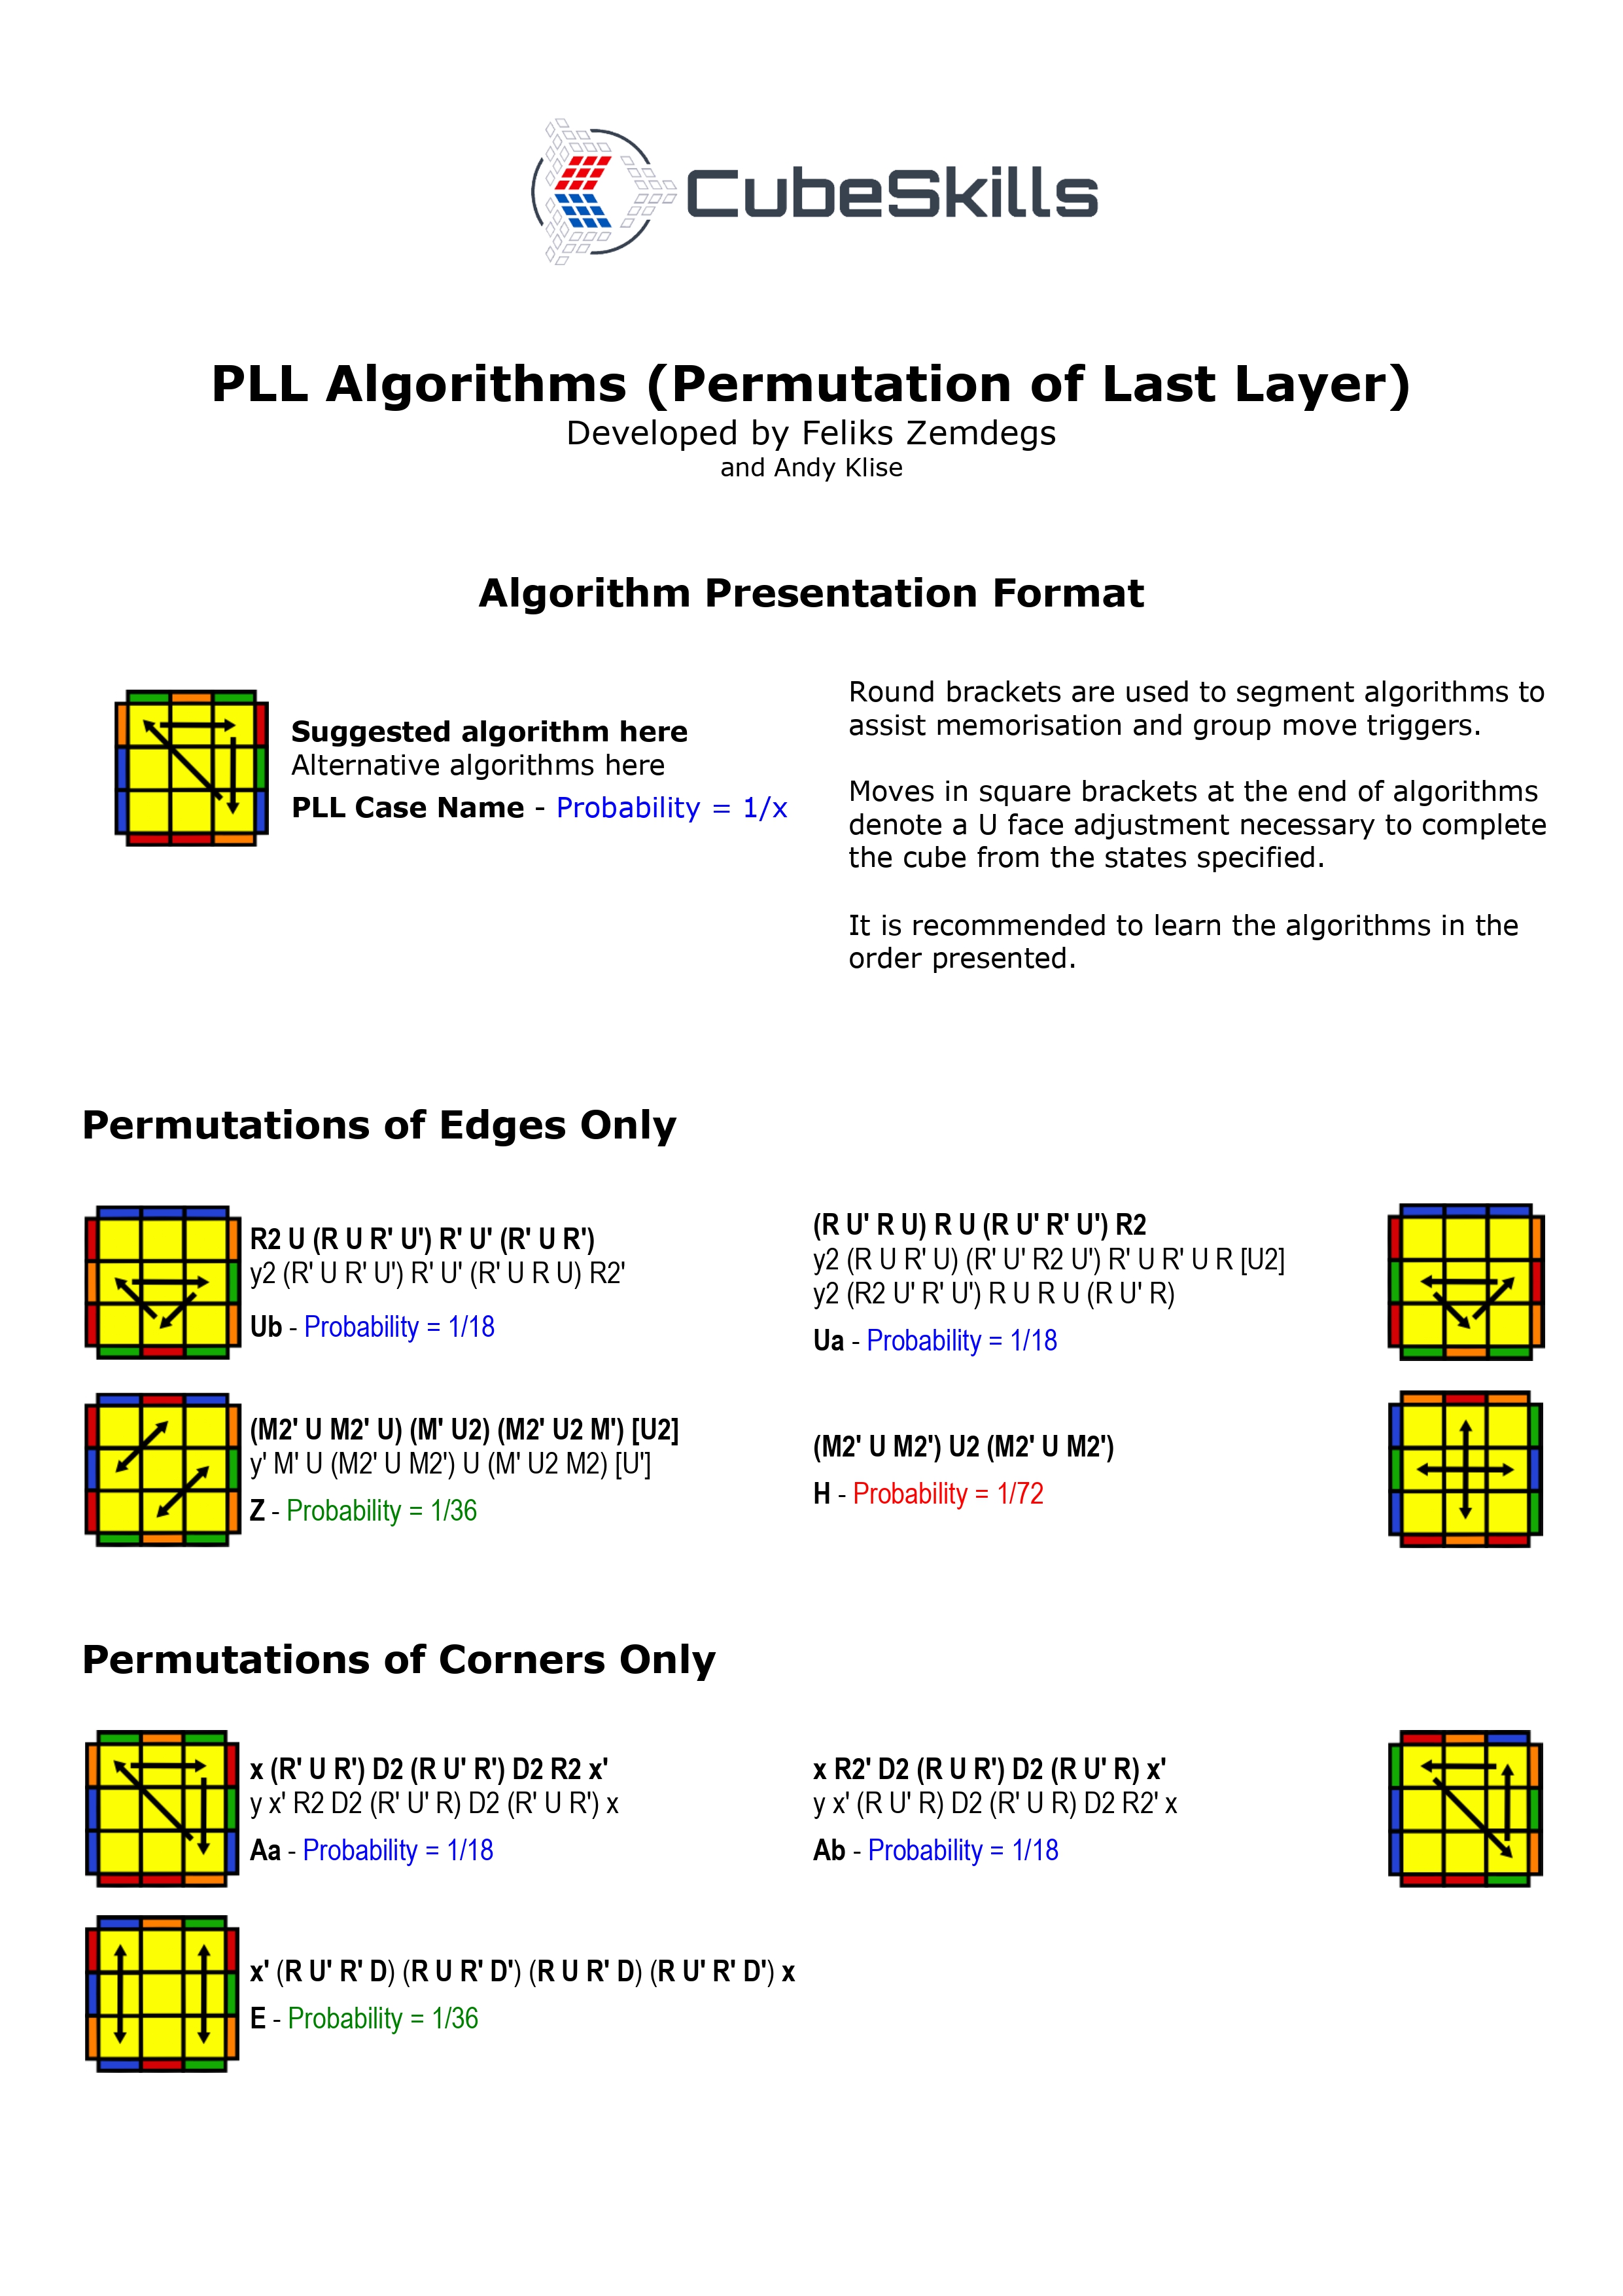 CubeSkills
PLL Algorithms (Permutation of Last Layer)
Developed by Feliks Zemdegs
and Andy Klise
Algorithm Presentation Format
Suggested algorithm here
Alternative algorithms here
PLL Case Name - Probability = 1/x
Round brackets are used to segment algorithms to
assist memorisation and group move triggers.
Moves in square brackets at the end of algorithms
denote a U face adjustment necessary to complete
the cube from the states specified.
It is recommended to learn the algorithms in the
order presented.
Permutations of Edges Only
R2 U (R U R' U') R' U' (R' U R')
y2 (R' U R' U') R' U' (R' U R U) R2'
Ub - Probability = 1/18
(R U' R U) R U (R U' R' U') R2
y2 (R U R' U) (R' U' R2 U') R' U R' U R [U2]
y2 (R2 U' R' U') R U R U (R U' R)
Ua - Probability = 1/18
(M2' U M2' U) (M' U2) (M2' U2 M') [U2]
y' M' U (M2' U M2') U (M' U2 M2) [U']
Z - Probability = 1/36
(M2' U M2') U2 (M2' U M2')
H - Probability = 1/72
Permutations of Corners Only
x (R' U R') D2 (R U' R') D2 R2 x'
y x' R2 D2 (R' U' R) D2 (R' U R') x
Aa - Probability = 1/18
x R2' D2 (R U R') D2 (R U' R) x'
y x' (R U' R) D2 (R' U R) D2 R2' x
Ab - Probability = 1/18
x' (R U' R' D) (R U R' D') (R U R' D) (R U' R' D') x
E - Probability = 1/36